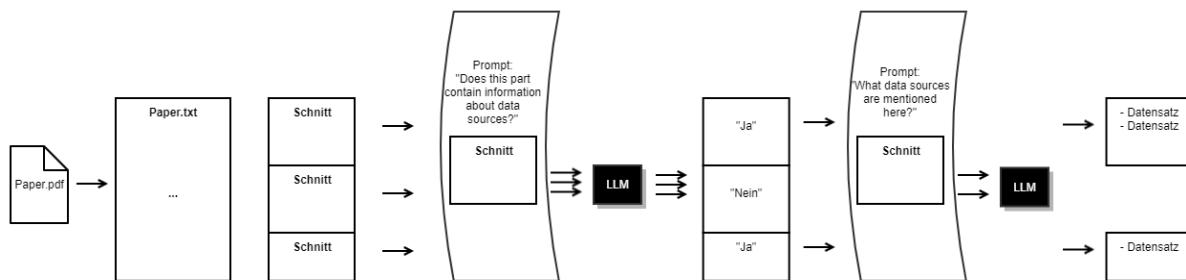 Paper.pdf
Paper.txt
...
Schnitt
Schnitt
Schnitt
Prompt:
"Does this part
contain information
about data
sources?"
Schnitt
LLM
"Ja"
"Nein"
"Ja"
Prompt:
"What data sources
are mentioned
here?"
Schnitt
LLM
- Datensatz
- Datensatz
- Datensatz